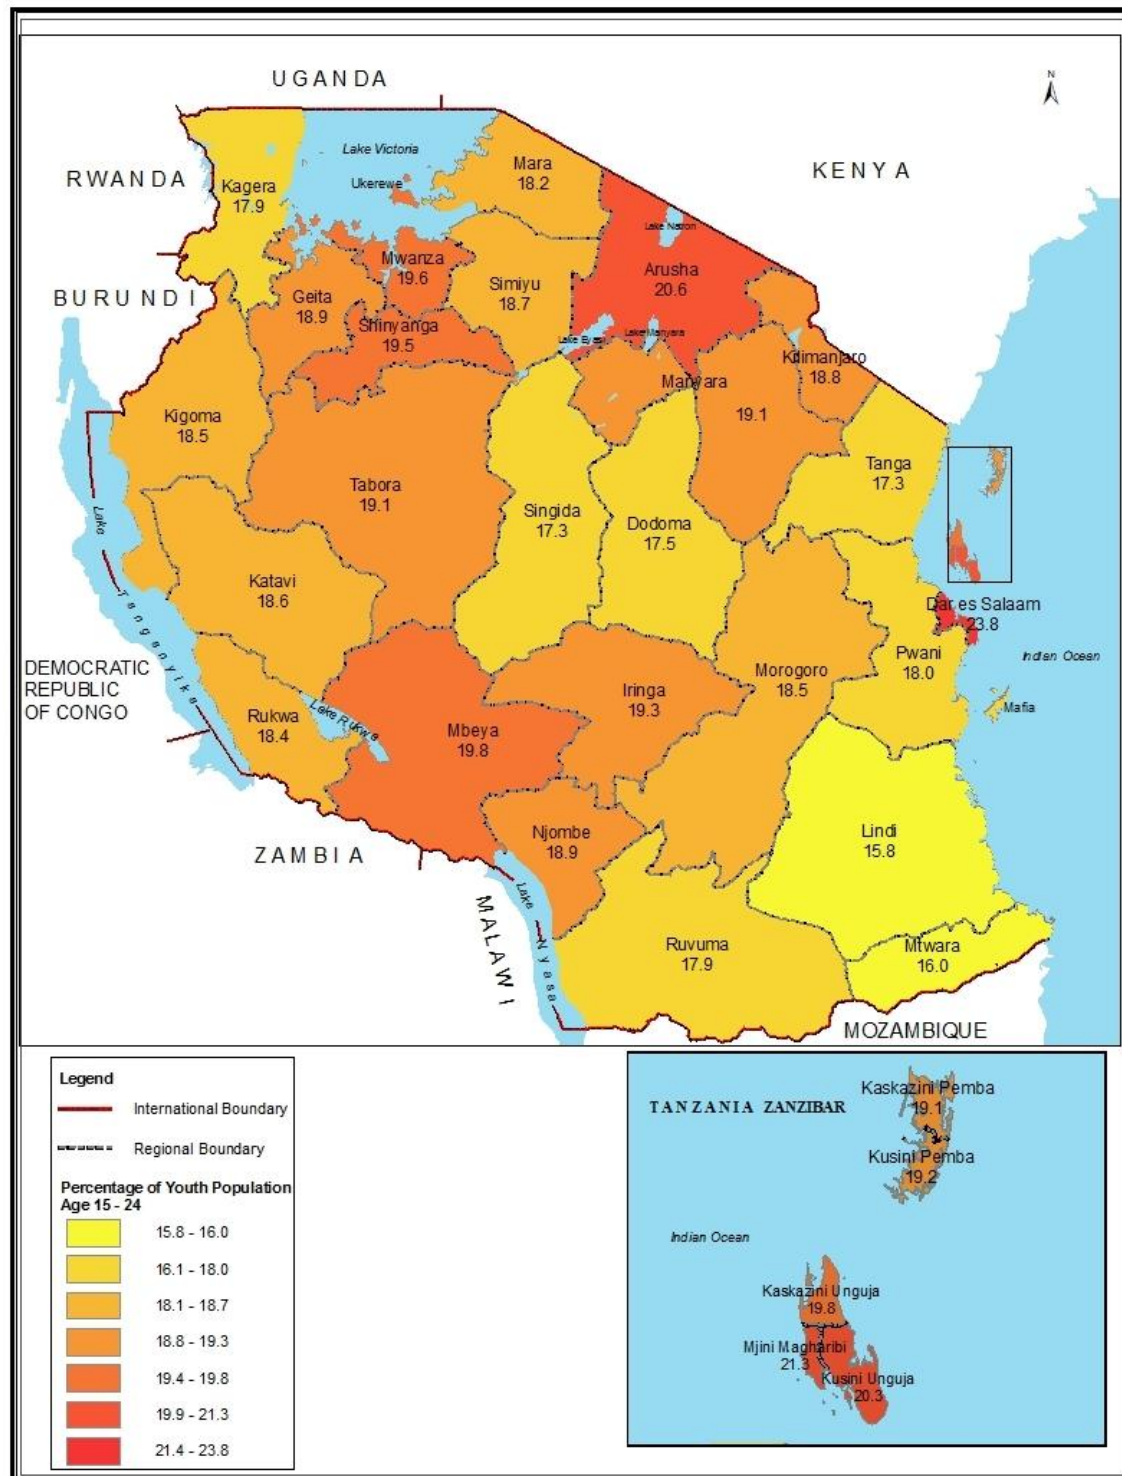 UGANDA
N
Lake Victoria
Mara
18.2
KENYA
RWANDA
Kagera
17.9
Ukerewe
Lake Natron
Mwanza
19.6
Arusha
20.6
Simiyu
18.7
BURUNDI
Geita
18.9
Shinyanga
19.5
Lake Eyasi
Lake Manyara
Kilimanjaro
18.8
Manyara
19.1
Kigoma
18.5
Tanga
17.3
Tabora
19.1
Singida
17.3
Dodoma
17.5
Katavi
18.6
Lake Tanganyika
Dar es Salaam
23.8
Indian Ocean
Pwani
18.0
Mafia
DEMOCRATIC
REPUBLIC
OF CONGO
Morogoro
18.5
Iringa
19.3
Rukwa
18.4
Lake Rukwa
Mbeya
19.8
Lindi
15.8
Njombe
18.9
ZAMBIA
Lake Nyasa
MALAWI
Ruvuma
17.9
Mtwara
16.0
MOZAMBIQUE
Legend
International Boundary
Regional Boundary
Percentage of Youth Population
Age 15 - 24
15.8 - 16.0
16.1 - 18.0
18.1 - 18.7
18.8 - 19.3
19.4 - 19.8
19.9 - 21.3
21.4 - 23.8
TANZANIA ZANZIBAR
Kaskazini Pemba
19.1
Kusini Pemba
19.2
Indian Ocean
Kaskazini Unguja
19.8
Mjini Magharibi
21.3
Kusini Unguja
20.3